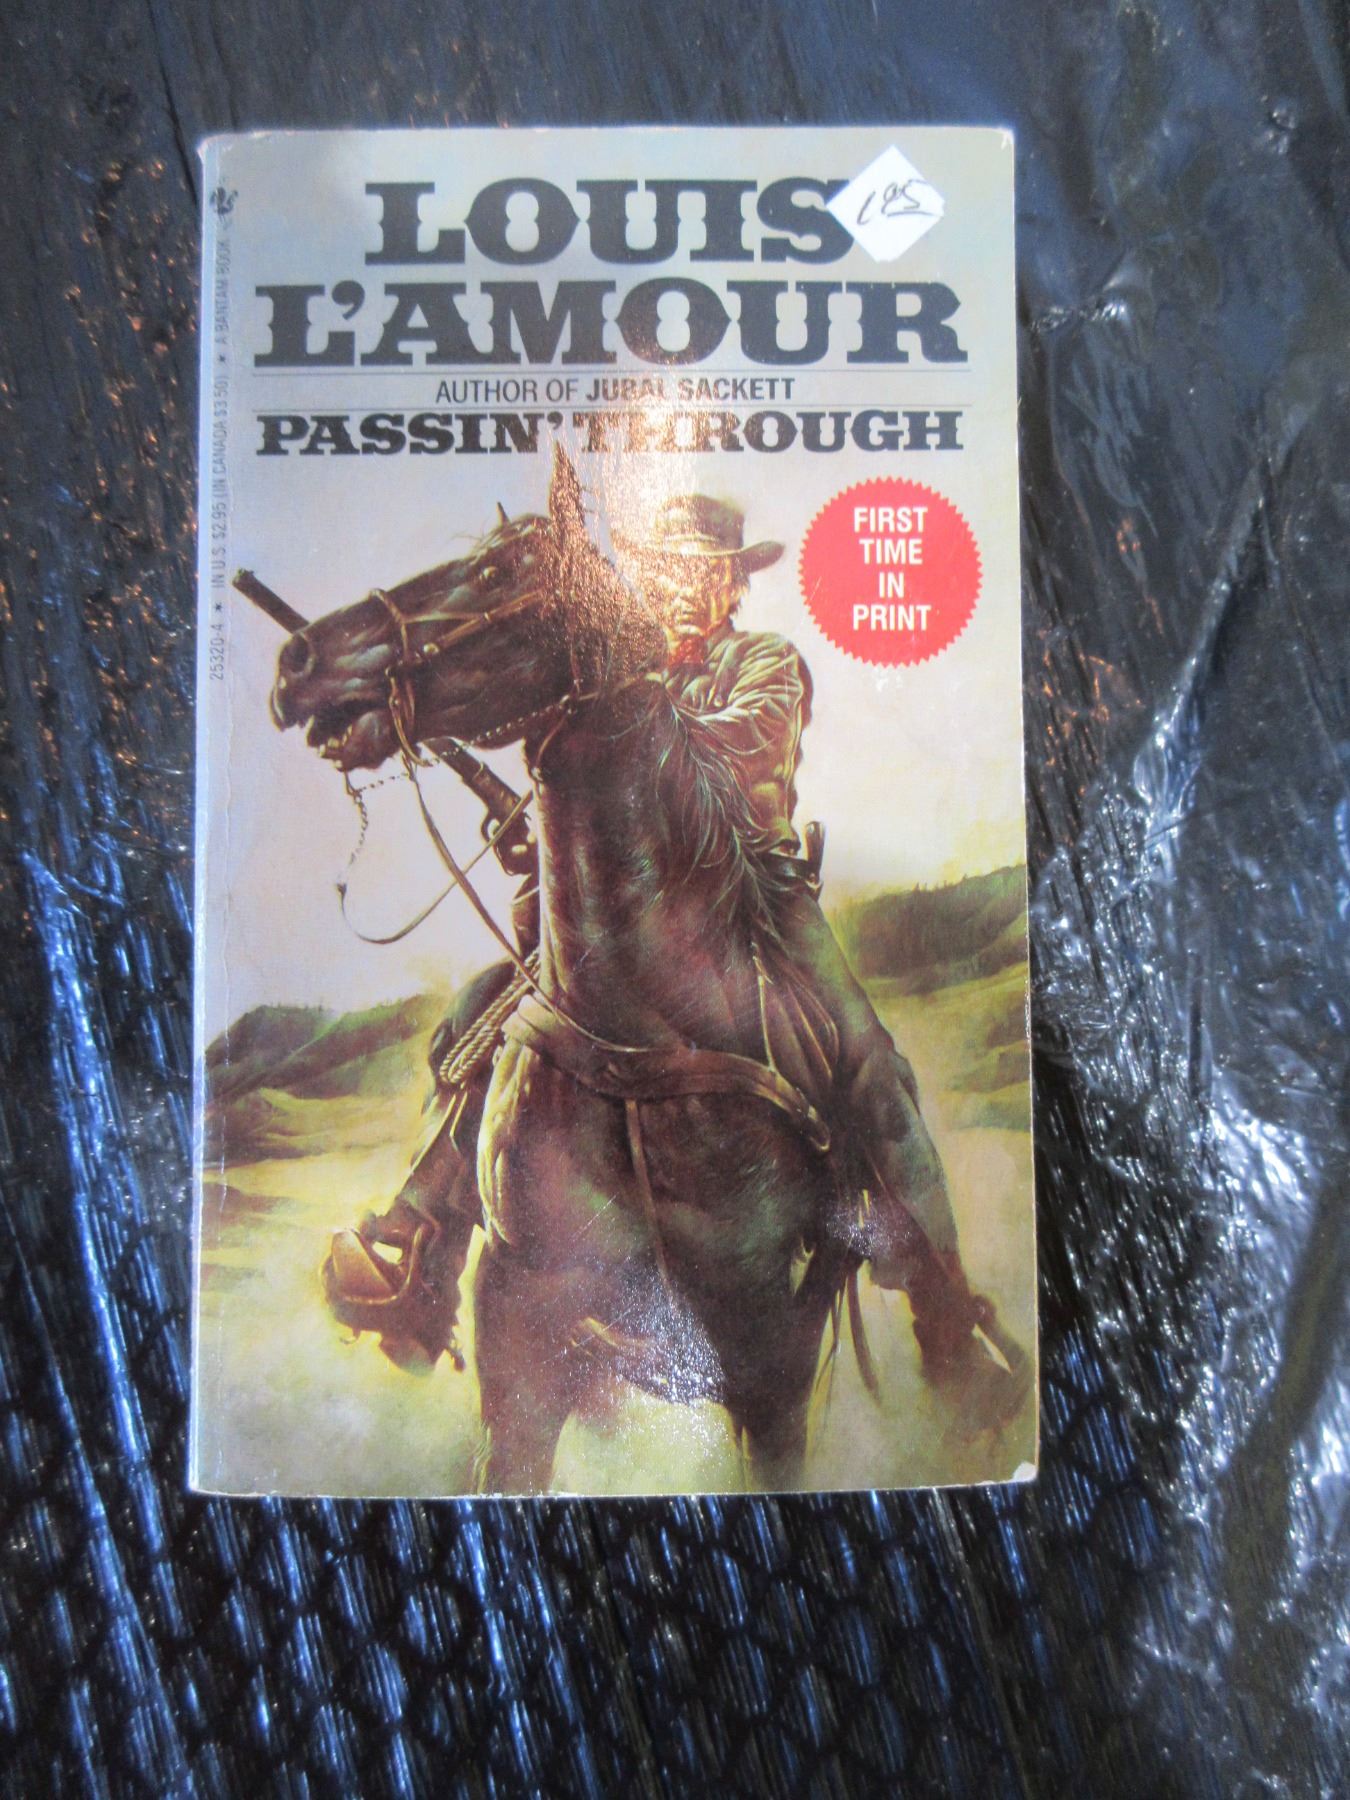 LOUIS
L'AMOUR
AUTHOR OF JUBAL SACKETT
PASSIN' THROUGH
FIRST
TIME
IN
PRINT
25320-4 * IN U.S. $2.95 (IN CANADA $3.50) * A BANTAM BOOK